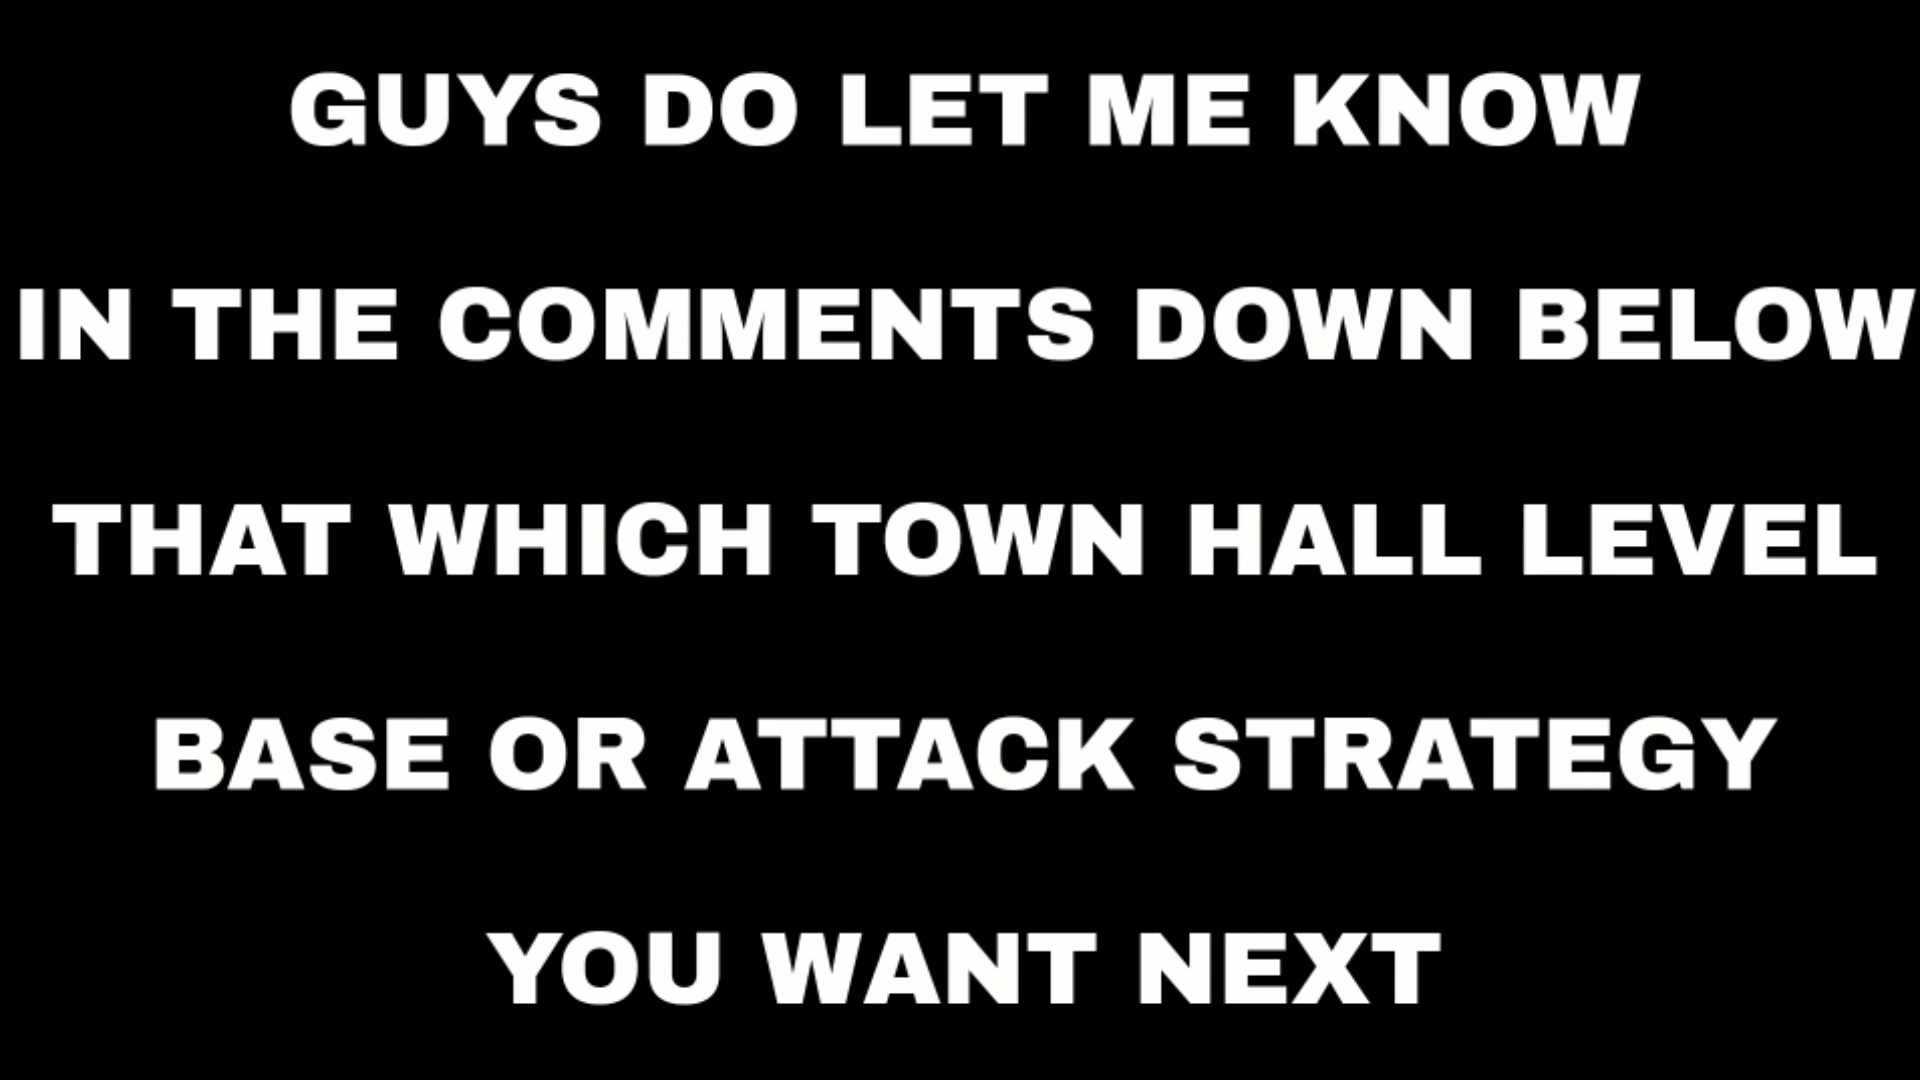 GUYS DO LET ME KNOW
IN THE COMMENTS DOWN BELOW
THAT WHICH TOWN HALL LEVEL
BASE OR ATTACK STRATEGY
YOU WANT NEXT